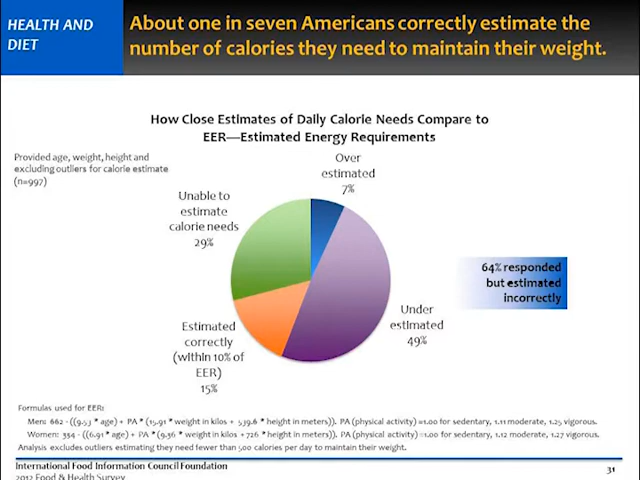 HEALTH AND
DIET
About one in seven Americans correctly estimate the
number of calories they need to maintain their weight.
How Close Estimates of Daily Calorie Needs Compare to
EER—Estimated Energy Requirements
Provided age, weight, height and
excluding outliers for calorie estimate
(n=997)
Over
estimated
7%
Unable to
estimate
calorie needs
29%
64% responded
but estimated
incorrectly
Under
estimated
49%
Estimated
correctly
(within 10% of
EER)
15%
Formulas used for EER:
Men: 662 - ((9.53 * age) + PA * (15.91 * weight in kilos + 539.6 * height in meters)). PA (physical activity) =1.00 for sedentary, 1.11 moderate, 1.25 vigorous.
Women: 354 - ((6.91 * age) + PA * (9.36 * weight in kilos + 726 * height in meters)). PA (physical activity) =1.00 for sedentary, 1.12 moderate, 1.27 vigorous.
Analysis excludes outliers estimating they need fewer than 500 calories per day to maintain their weight.
International Food Information Council Foundation
2012 Food & Health Survey
31